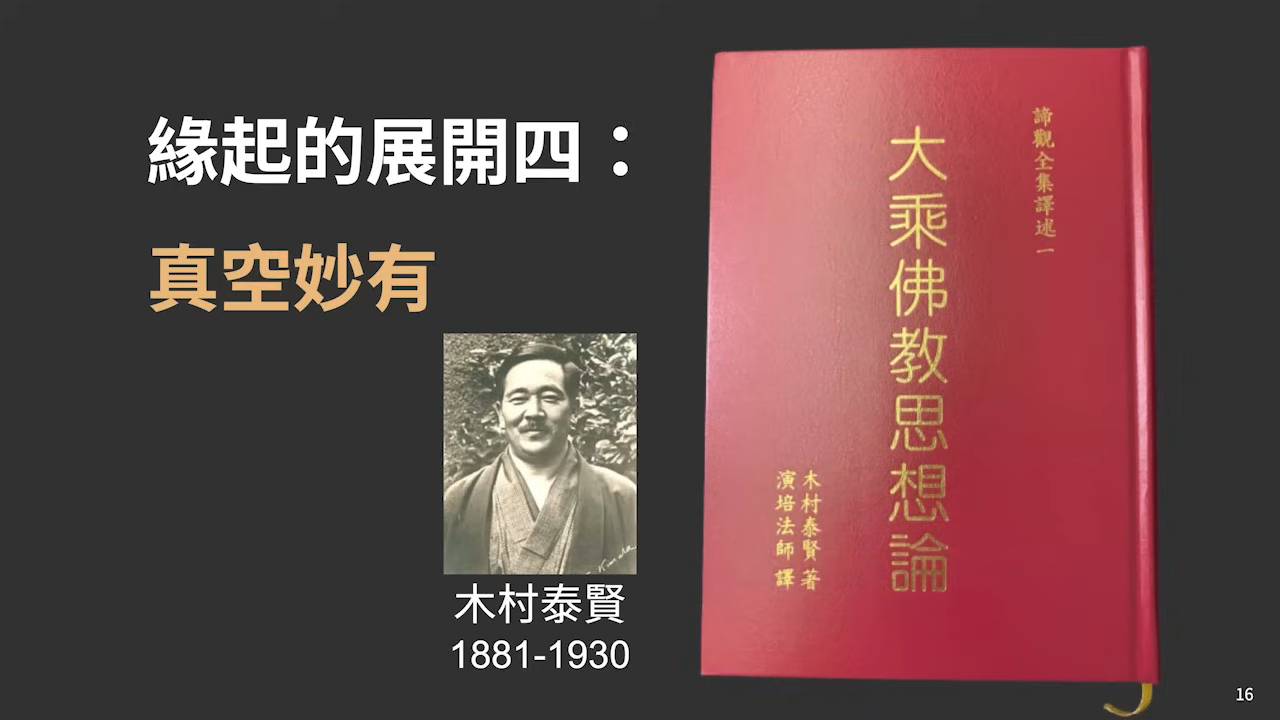 緣起的展開四：
真空妙有
木村泰賢
1881-1930
諦觀全集譯述一
大乘佛教思想論
木村泰賢 著
演培法師 譯
16